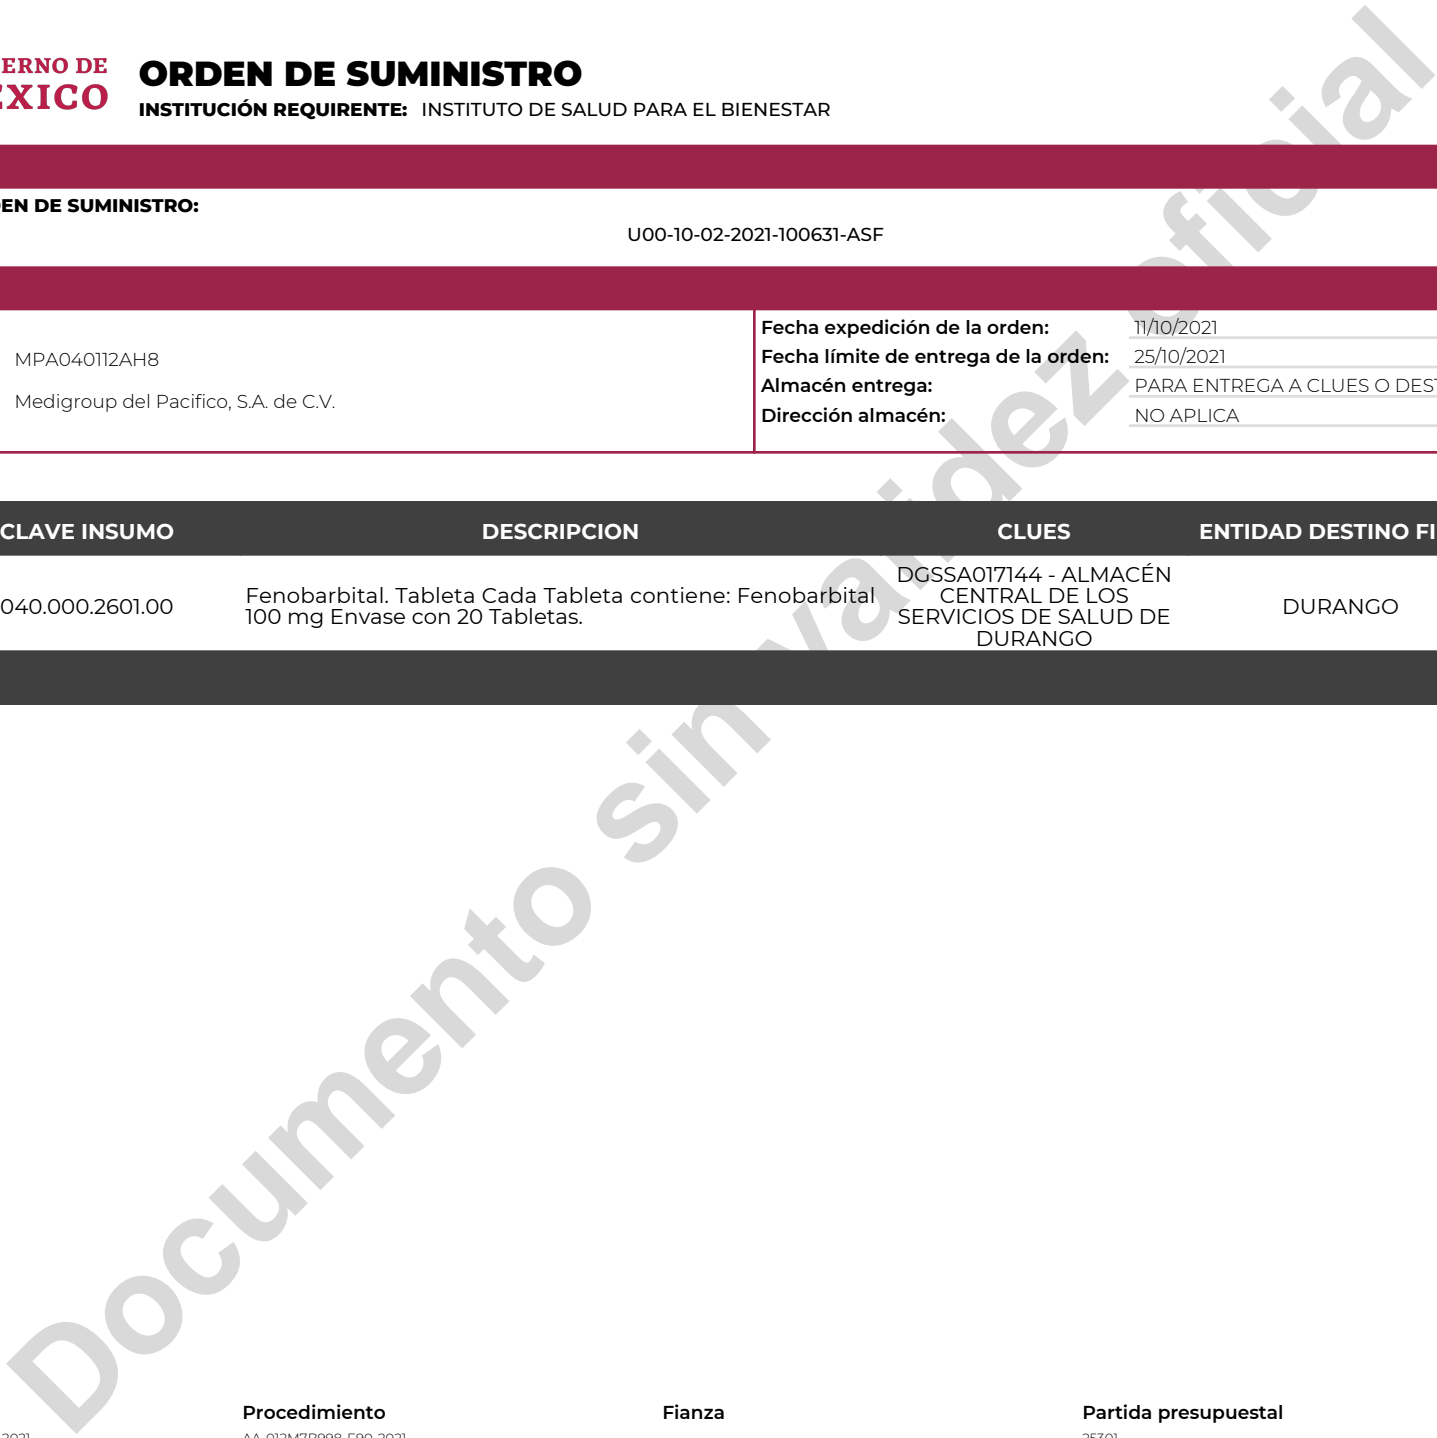 ERNO DE
EXICO
ORDEN DE SUMINISTRO
INSTITUCIÓN REQUIRENTE: INSTITUTO DE SALUD PARA EL BIENESTAR
EN DE SUMINISTRO:
U00-10-02-2021-100631-ASF
MPA040112AH8
Medigroup del Pacifico, S.A. de C.V.
Fecha expedición de la orden: 11/10/2021
Fecha límite de entrega de la orden: 25/10/2021
Almacén entrega: PARA ENTREGA A CLUES O DEST
Dirección almacén: NO APLICA
CLAVE INSUMO DESCRIPCION CLUES ENTIDAD DESTINO FI
040.000.2601.00
Fenobarbital. Tableta Cada Tableta contiene: Fenobarbital
100 mg Envase con 20 Tabletas.
DGSSA017144 - ALMACÉN
CENTRAL DE LOS
SERVICIOS DE SALUD DE
DURANGO
DURANGO
Documento sin validez oficial
Procedimiento Fianza Partida presupuestal